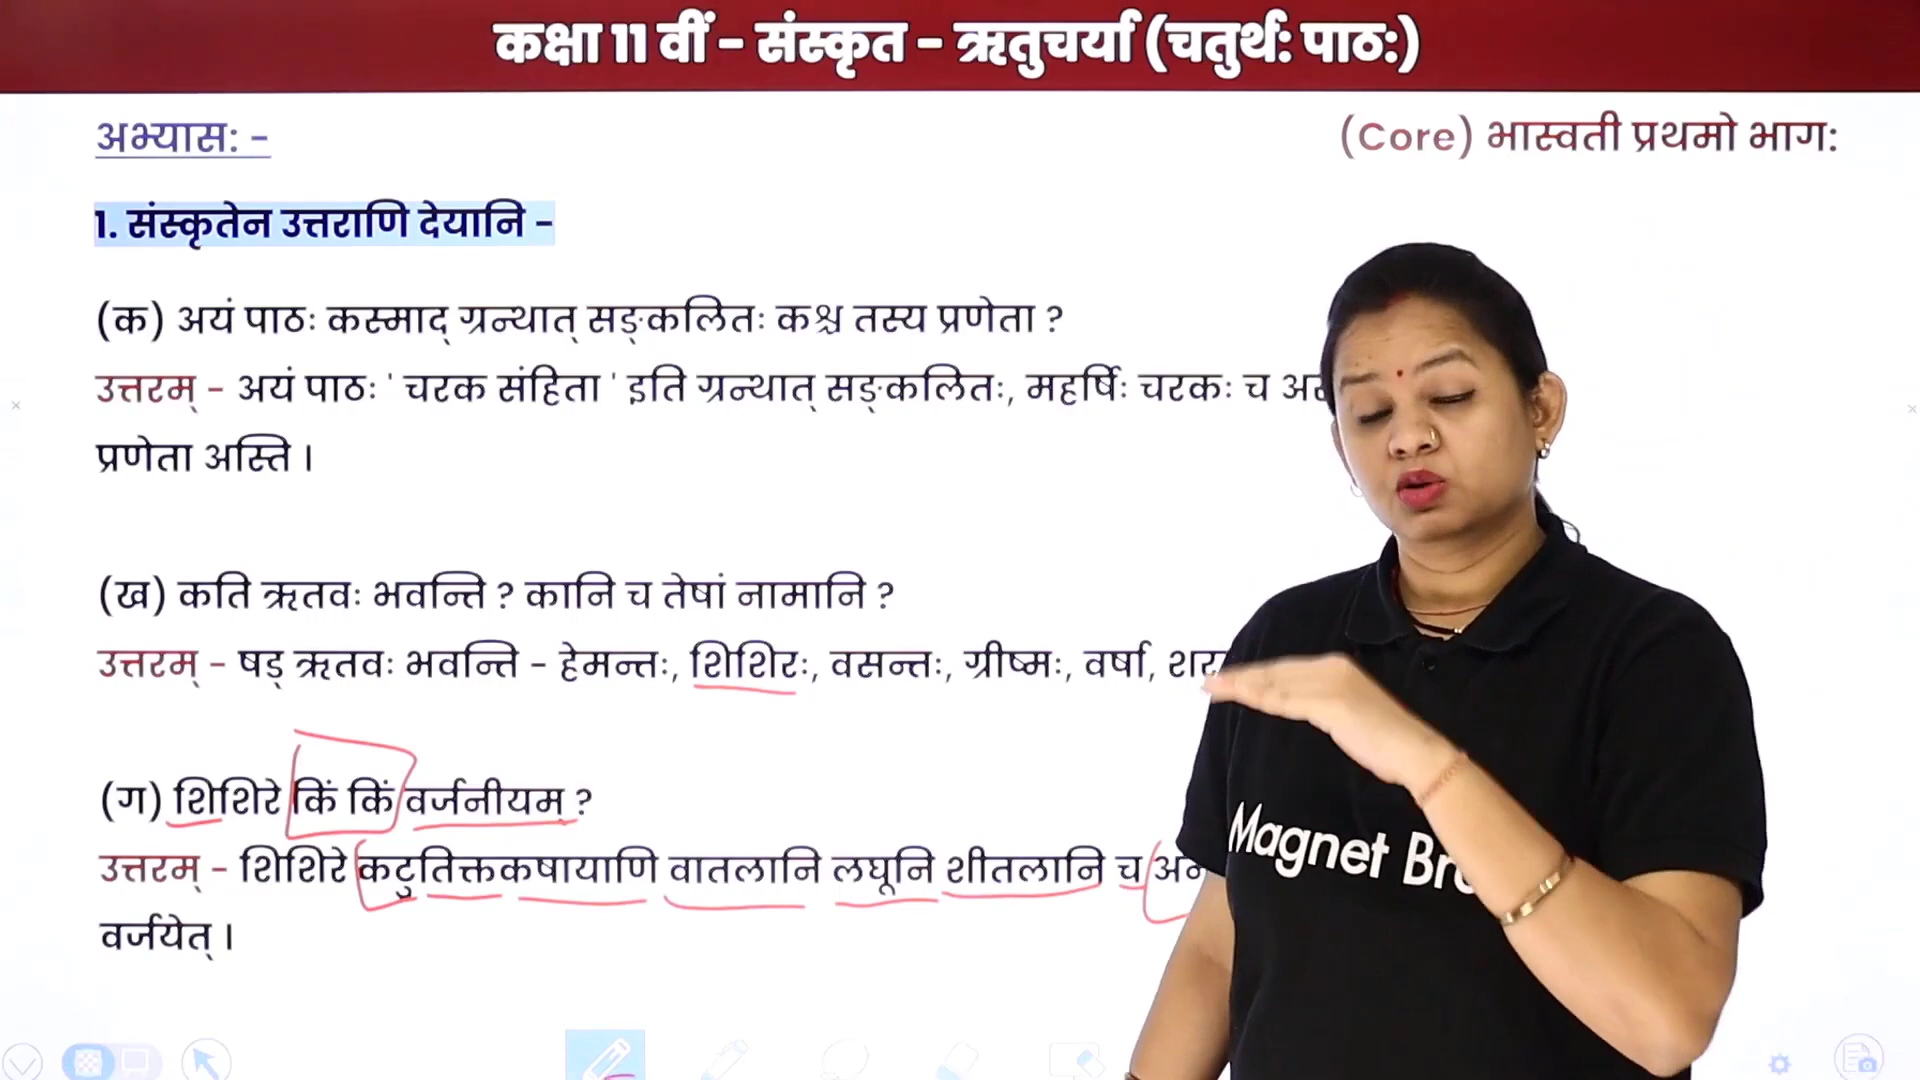 कक्षा 11 वीं - संस्कृत - ऋतुचर्या (चतुर्थ: पाठ:)
अभ्यास: -
(Core) भास्वती प्रथमो भाग:
1. संस्कृतेन उत्तराणि देयानि -
(क) अयं पाठः कस्माद् ग्रन्थात् सङ्कलितः कश्च तस्य प्रणेता ?
उत्तरम् - अयं पाठः ' चरक संहिता ' इति ग्रन्थात् सङ्कलितः, महर्षिः चरकः च
प्रणेता अस्ति ।
(ख) कति ऋतवः भवन्ति ? कानि च तेषां नामानि ?
उत्तरम् - षड् ऋतवः भवन्ति - हेमन्तः, शिशिरः, वसन्तः, ग्रीष्मः, वर्षा,
(ग) शिशिरे किं किं वर्जनीयम् ?
उत्तरम् - शिशिरे कटुतिक्तकषायाणि वातलानि लघूनि शीतलानि च
वर्जयेत् ।
Magnet